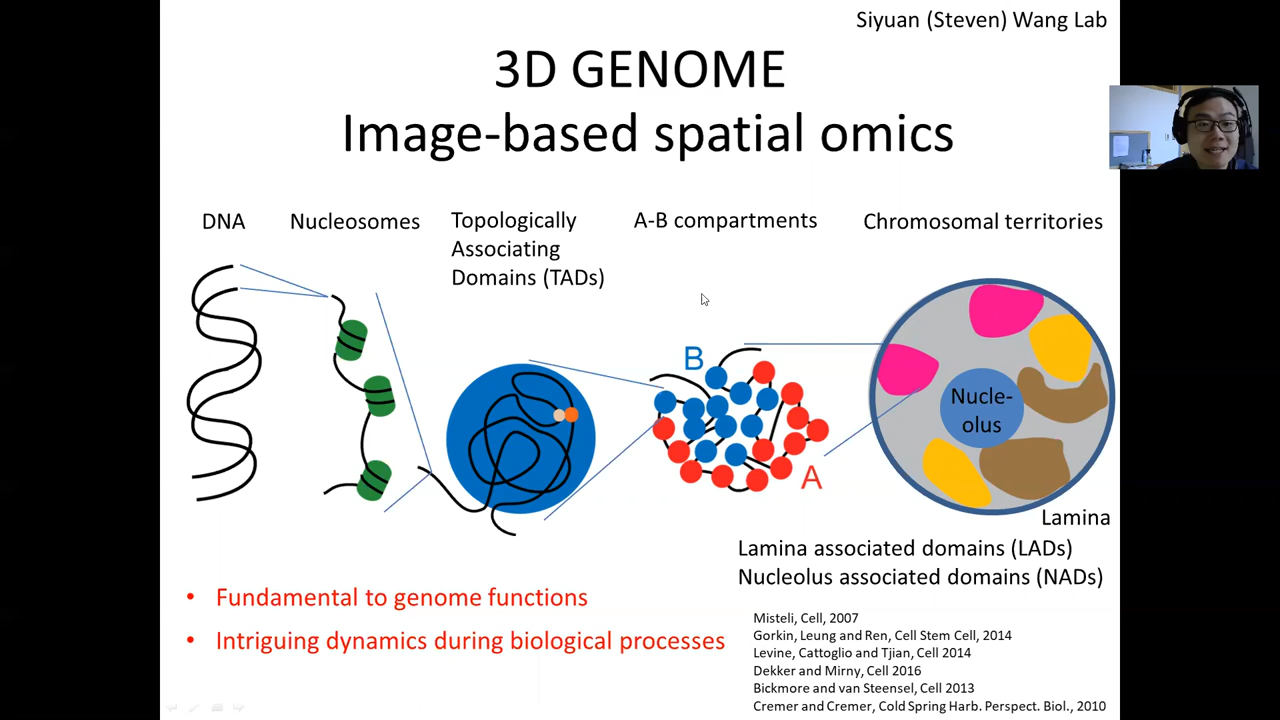 Siyuan (Steven) Wang Lab
3D GENOME
Image-based spatial omics
DNA
Nucleosomes
Topologically
Associating
Domains (TADs)
A-B compartments
Chromosomal territories
B
A
Nucle-
olus
Lamina
Lamina associated domains (LADs)
Nucleolus associated domains (NADs)
• Fundamental to genome functions
• Intriguing dynamics during biological processes
Misteli, Cell, 2007
Gorkin, Leung and Ren, Cell Stem Cell, 2014
Levine, Cattoglio and Tjian, Cell 2014
Dekker and Mirny, Cell 2016
Bickmore and van Steensel, Cell 2013
Cremer and Cremer, Cold Spring Harb. Perspect. Biol., 2010